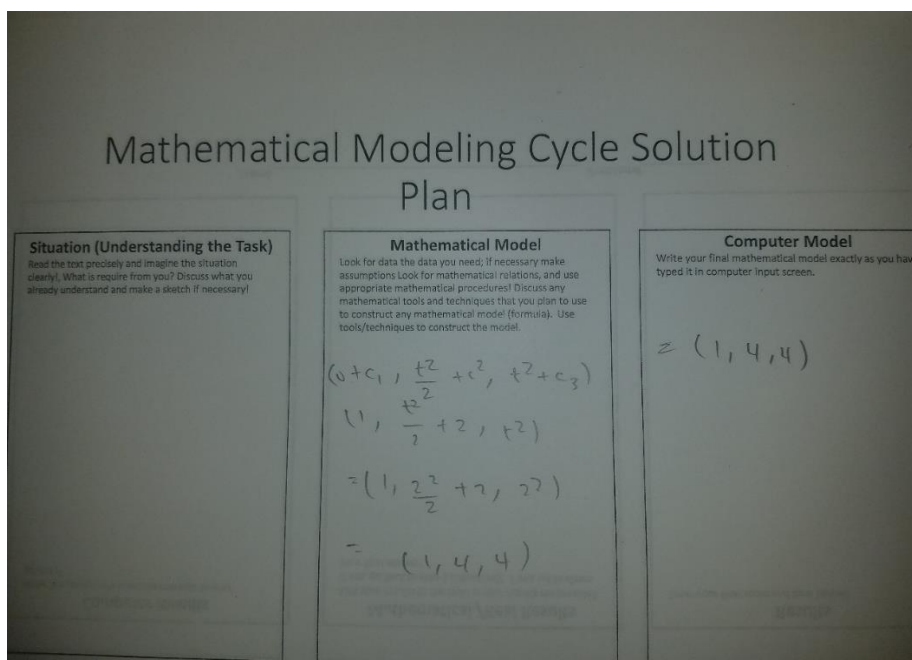 Mathematical Modeling Cycle Solution
Plan
Situation (Understanding the Task)
Read the text precisely and imagine the situation
clearly!, What is require from you? Discuss what you
already understand and make a sketch if necessary!
Mathematical Model
Look for data the data you need; if necessary make
assumptions Look for mathematical relations, and use
appropriate mathematical procedures! Discuss any
mathematical tools and techniques that you plan to use
to construct any mathematical model (formula). Use
tools/techniques to construct the model.
(0+c₁, t²/2 +c², t²+c₃)
(1, t²/2 +2, t²)
=(1, 2²/2 +2, 2²)
= (1,4,4)
Computer Model
Write your final mathematical model exactly as you hav
typed it in computer input screen.
= (1,4,4)